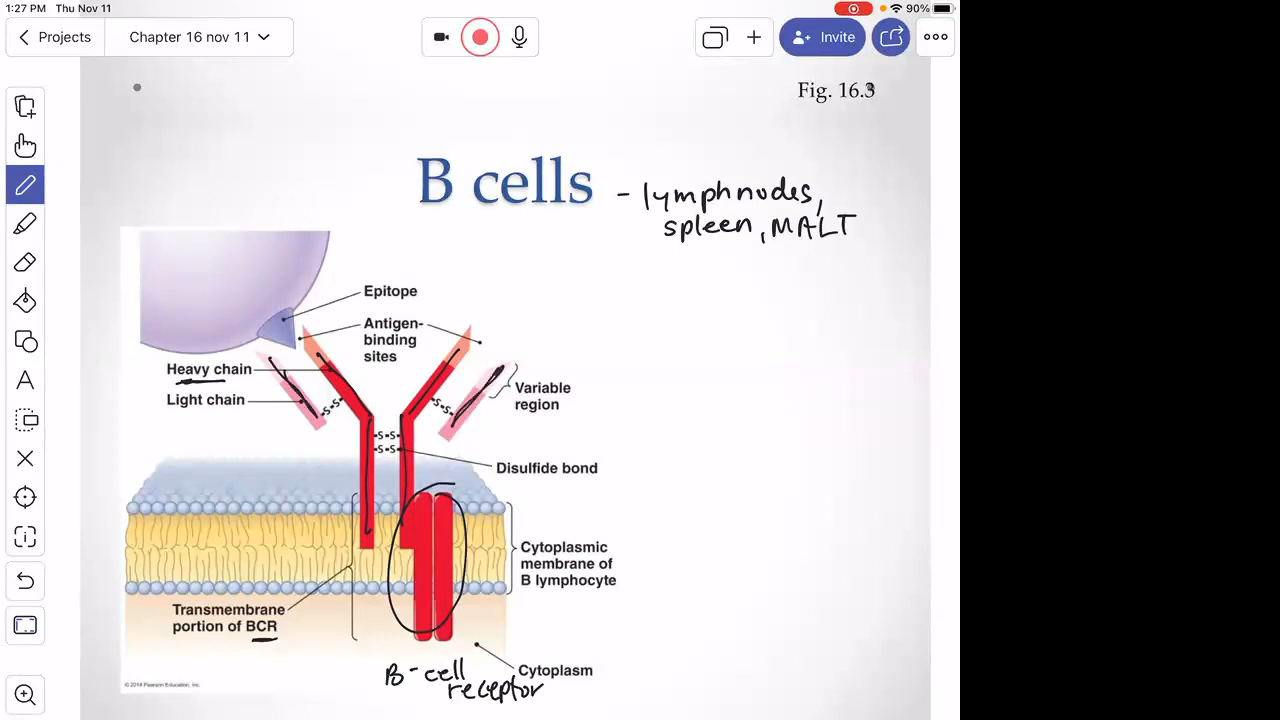 1:27 PM Thu Nov 11
90%
Projects
Chapter 16 nov 11
Invite
Fig. 16.3
B cells - lymphnodes,
spleen, MALT
Epitope
Antigen-
binding
sites
Heavy chain
Light chain
Variable
region
-S-S-
-S-S-
-S-S-
-S-S-
Disulfide bond
Cytoplasmic
membrane of
B lymphocyte
Transmembrane
portion of BCR
Cytoplasm
B-cell
receptor
© 2014 Pearson Education, Inc.
A